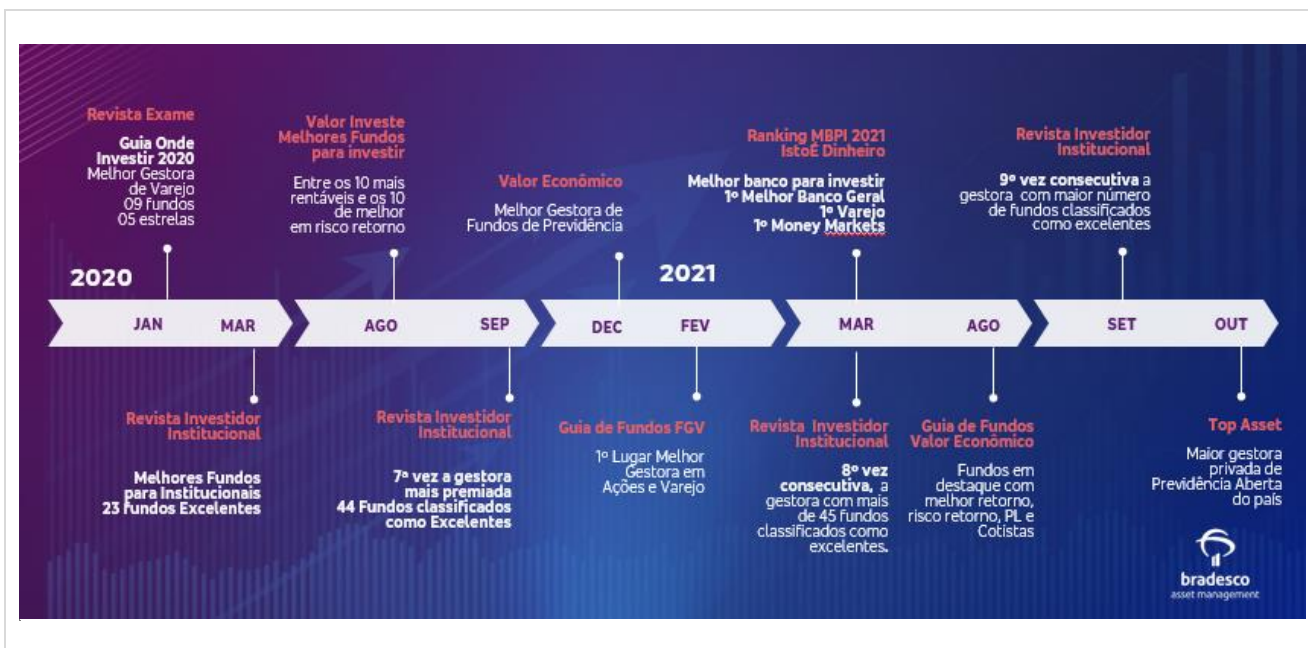 Revista Exame
Guia Onde
Investir 2020
Melhor Gestora
de Varejo
09 fundos
05 estrelas
Valor Investe
Melhores Fundos
para investir
Entre os 10 mais
rentáveis e os 10
de melhor
em risco retorno
Valor Econômico
Melhor Gestora de
Fundos de Previdência
Ranking MBPI 2021
IstoÉ Dinheiro
Melhor banco para investir
1º Melhor Banco Geral
1º Varejo
1º Money Markets
Revista Investidor
Institucional
9º vez consecutiva a
gestora com maior número
de fundos classificados
como excelentes
2020
2021
JAN
MAR
AGO
SEP
DEC
FEV
MAR
AGO
SET
OUT
Revista Investidor
Institucional
Melhores Fundos
para Institucionais
23 fundos Excelentes
Revista Investidor
Institucional
7ª vez a gestora
mais premiada
44 Fundos classificados
como Excelentes
Guia de Fundos FGV
1º Lugar Melhor
Gestora em
Ações e Varejo
Revista Investidor
Institucional
8º vez
consecutiva, a
gestora com mais
de 45 fundos
classificados como
excelentes.
Guia de Fundos
Valor Econômico
Fundos em
destaque com
melhor retorno,
risco retorno, PL e
Cotistas
Top Asset
Maior gestora
privada de
Previdência Aberta
do país
bradesco
asset management